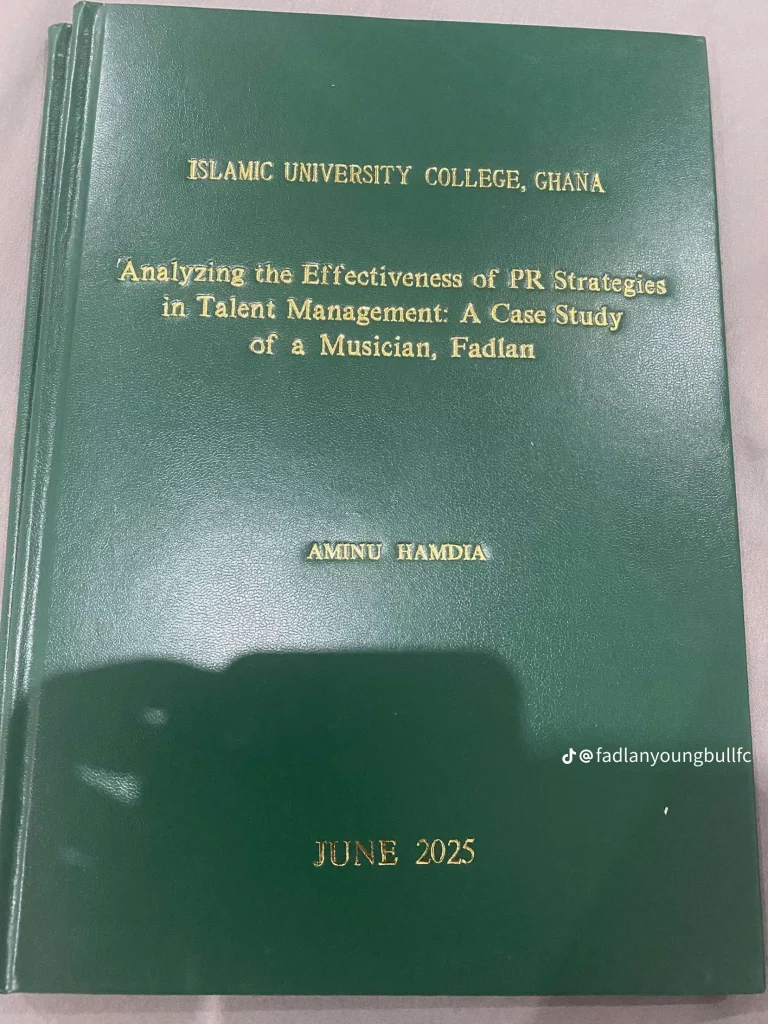 ISLAMIC UNIVERSITY COLLEGE, GHANA
Analyzing the Effectiveness of PR Strategies
in Talent Management: A Case Study
of a Musician, Fadlan
AMINU HAMDIA
@fadlanyoungbullfc
JUNE 2025